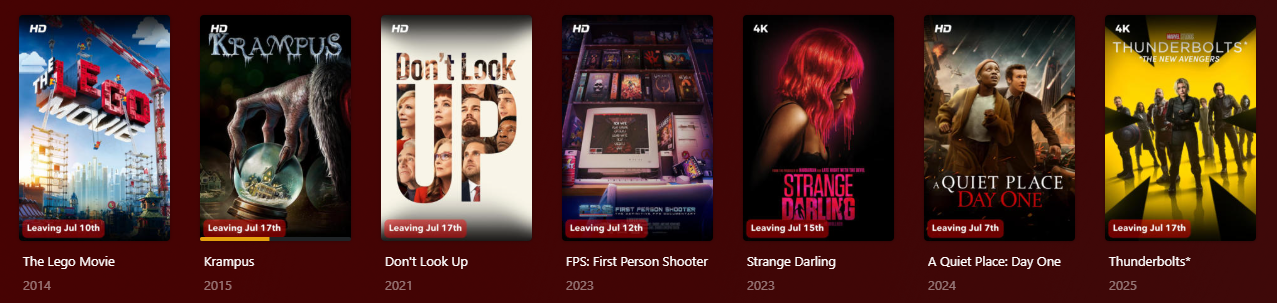 HD
THE
LEGO
MOVIE
Leaving Jul 10th
The Lego Movie
2014
HD
KRAMPUS
Leaving Jul 17th
Krampus
2015
HD
Don't Look
UP
Leaving Jul 17th
Don't Look Up
2021
HD
FPS FIRST PERSON SHOOTER
THE DEFINITIVE FPS DOCUMENTARY
Leaving Jul 12th
FPS: First Person Shooter
2023
4K
STRANGE
DARLING
Leaving Jul 15th
Strange Darling
2023
HD
A QUIET PLACE
DAY ONE
Leaving Jul 7th
A Quiet Place: Day One
2024
4K
MARVEL STUDIOS
THUNDERBOLTS*
*THE NEW AVENGERS
Leaving Jul 17th
Thunderbolts*
2025